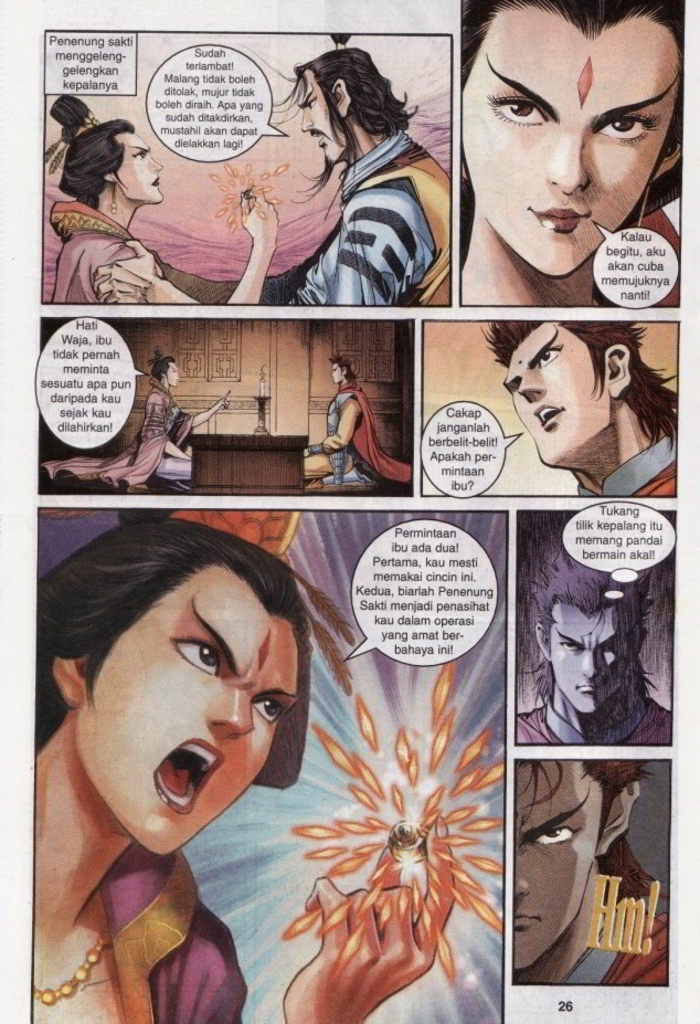 Penenung sakti
menggeleng-
gelengkan
kepalanya
Sudah
terlambat!
Malang tidak boleh
ditolak, mujur tidak
boleh diraih. Apa yang
sudah ditakdirkan,
mustahil akan dapat
dielakkan lagi!
Kalau
boleh, aku
akan cuba
memujuknya
nanti!
Hati
Waja, ibu
tidak pernah
meminta
sesuatu apa pun
daripada kau
sejak kau
dilahirkan!
Cakap
janganlah
berbelit-belit!
Apakah per-
mintaan
ibu?
Permintaan
ibu ada dua!
Pertama, kau mesti
memakai cincin ini.
Kedua, biarlah Penenung
Sakti menjadi penasihat
kau dalam operasi
yang amat ber-
bahaya ini!
Tukang
tilik kepalang itu
memang pandai
bermain akal!
Hm!
26